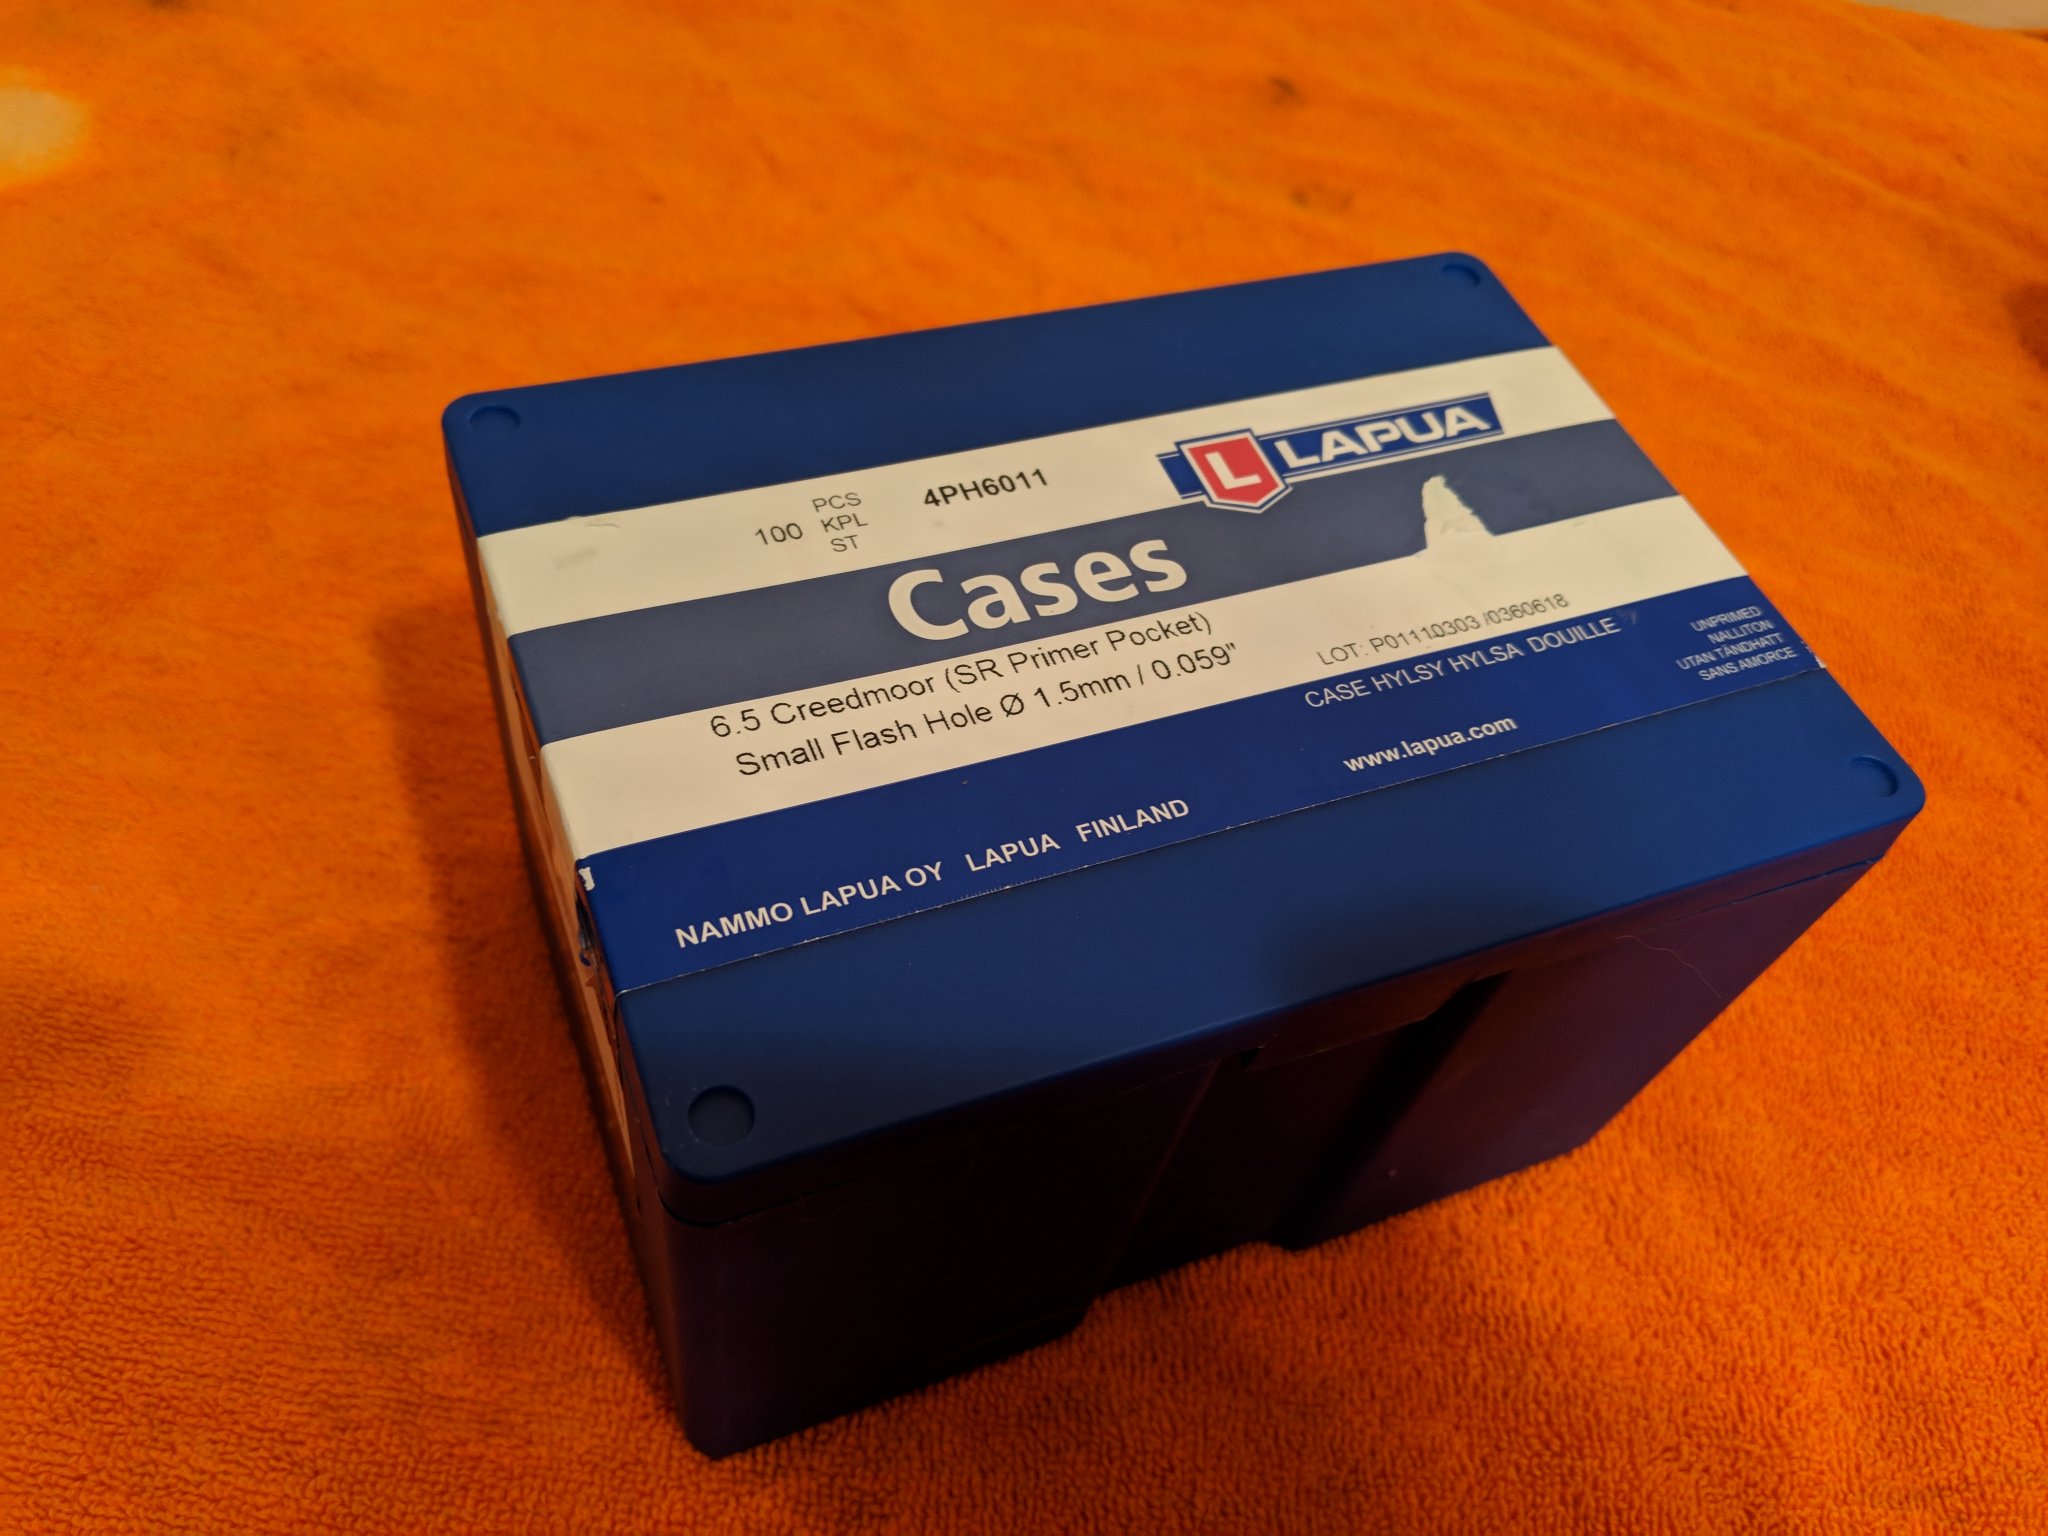 L LAPUA
100 PCS
KPL
ST
4PH6011
Cases
6.5 Creedmoor (SR Primer Pocket)
Small Flash Hole Ø 1.5mm / 0.059"
LOT: P01110303 /0360618
CASE HYLSY HYLSA DOUILLE
UNPRIMED
NALLITON
UTAN TÄNDHATT
SANS AMORCE
www.lapua.com
NAMMO LAPUA OY LAPUA FINLAND